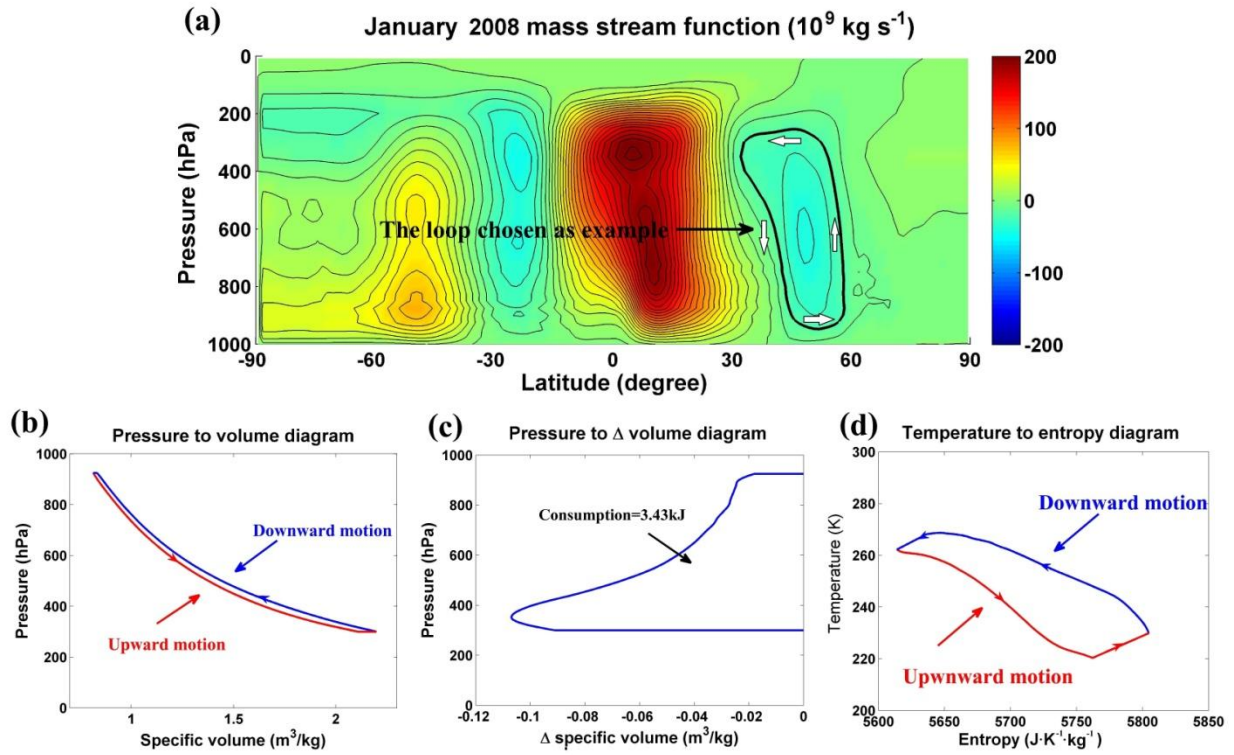 (a)
January 2008 mass stream function (10⁹ kg s⁻¹)
0
200
400
600
800
1000
Pressure (hPa)
The loop chosen as example
-90
-60
-30
0
30
60
90
Latitude (degree)
200
100
0
-100
-200
(b)
Pressure to volume diagram
1000
800
600
400
200
0
Pressure (hPa)
Downward motion
Upward motion
1
1.5
2
Specific volume (m³/kg)
(c)
Pressure to Δ volume diagram
1000
800
600
400
200
0
Pressure (hPa)
Consumption=3.43kJ
-0.12
-0.1
-0.08
-0.06
-0.04
-0.02
0
Δ specific volume (m³/kg)
(d)
Temperature to entropy diagram
300
280
260
240
220
200
Temperature (K)
Downward motion
Upwnward motion
5600
5650
5700
5750
5800
5850
Entropy (J·K⁻¹·kg⁻¹)